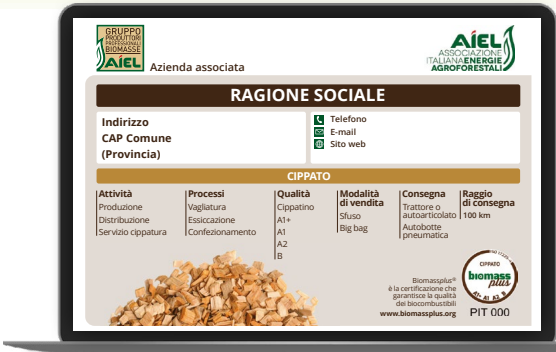 GRUPPO
PRODUTTORI
PROFESSIONALI
BIOMASSE
AIEL
Azienda associata
AIEL
ASSOCIAZIONE
ITALIANA ENERGIE
AGROFORESTALI
RAGIONE SOCIALE
Indirizzo
CAP Comune
(Provincia)
Telefono
E-mail
Sito web
CIPPATO
Attività
Produzione
Distribuzione
Servizio cippatura
Processi
Vagliatura
Essiccazione
Confezionamento
Qualità
Cippatino
A1+
A1
A2
B
Modalità
di vendita
Sfuso
Big bag
Consegna
Trattore o
autoarticolato
Autobotte
pneumatica
Raggio
di consegna
100 km
Biomassplus®
è la certificazione che
garantisce la qualità
dei biocombustibili
www.biomassplus.org
CIPPATO
biomass
plus
A1+ A1 A2 B
PIT 000